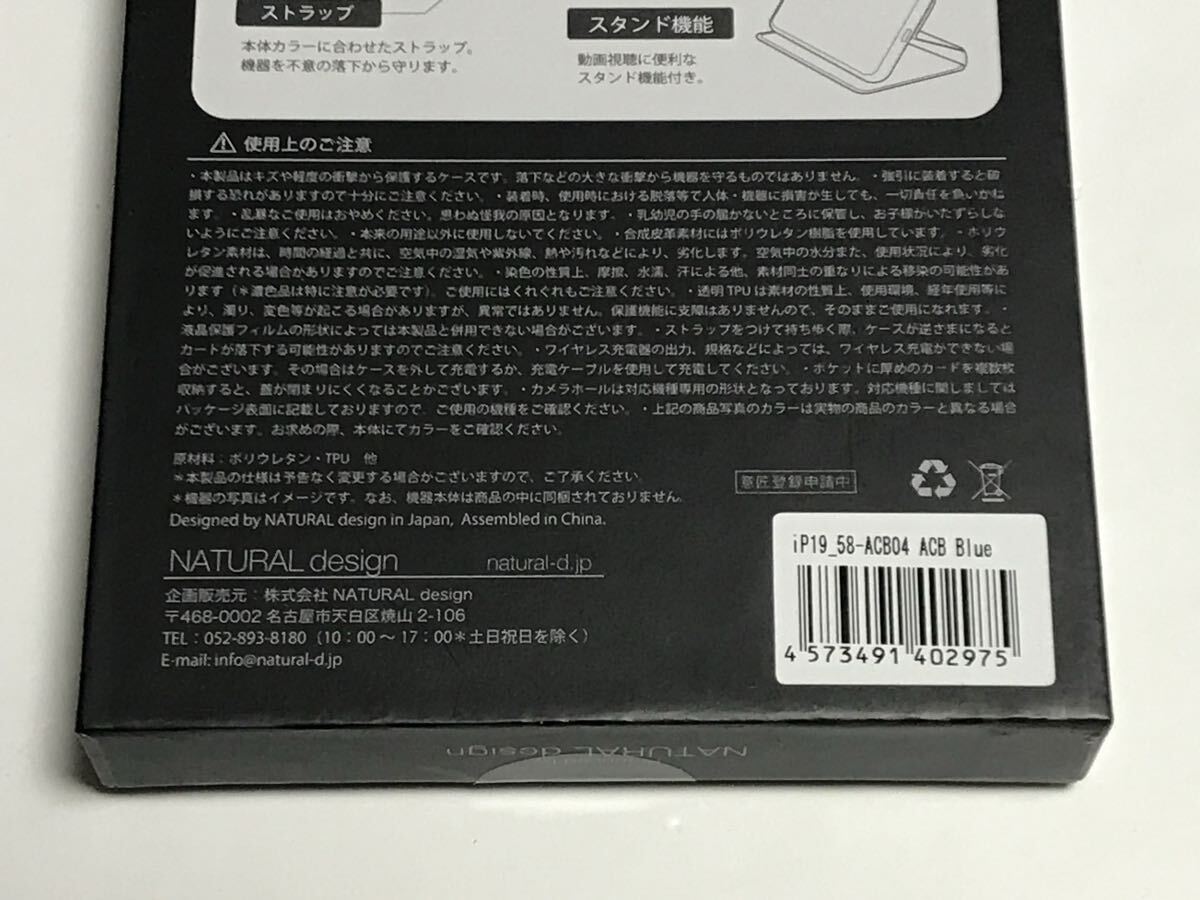 ストラップ
本体カラーに合わせたストラップ。
機器を不意の落下から守ります。
スタンド機能
動画視聴に便利な
スタンド機能付き。
使用上のご注意
・本製品はキズや軽度の衝撃から保護するケースです。落下などの大きな衝撃から機器を守るものではありません。・強引に装着すると破
損する恐れがありますので十分にご注意ください。・装着時、使用時における脱落等で人体・機器に損害が生しても、一切責任を負いかね
ます。・乱暴なご使用はおやめください。思わぬ怪我の原因となります。・乳幼児の手の届かないところに保管し、お子様がいたずらしな
いようにご注意ください。・本来の用途以外に使用しないでください。・合成皮革素材にはポリウレタン樹脂を使用しています。・ポリウ
レタン素材は、時間の経過と共に、空気中の湿気や紫外線、熱や汚れなどにより、劣化します。空気中の水分また、使用状況により、劣化
が促進される場合がありますのでご注意ください。・染色の性質上、摩擦、水濡、汗による他、素材同士の重なりによる移染の可能性があ
ります（＊濃色品は特に注意が必要です）。ご使用にはくれぐれもご注意ください。・透明 TPU は素材の性質上、使用環境、経年使用等に
より、濁り、変色等が起こる場合がありますが、異常ではありません。保護機能に支障はありませんので、そのままご使用になれます。・
液晶保護フィルムの形状によっては本製品と併用できない場合がございます。・ストラップをつけて持ち歩く際、ケースが逆さまになると
カートが落下する可能性がありますのでご注意ください。・ワイヤレス充電器の出力、規格などによっては、ワイヤレス充電ができない場
合がございます。その場合はケースを外して充電するか、充電ケーブルを使用して充電してください。・ポケットに厚めのカードを複数枚
収納すると、蓋が閉まりにくくなることかございます。・カメラホールは対応機種専用の形状となっております。対応機種に関しましては
パッケージ表面に記載しておりますので、ご使用の機種をご確認ください。・上記の商品写真のカラーは実物の商品のカラーと異なる場合
がございます。お求めの際、本体にてカラーをご確認ください。
原材料：ポリウレタン・TPU 他
＊本製品の仕様は予告なく変更する場合がございますので、ご了承ください。
＊機器の写真はイメージです。なお、機器本体は商品の中に同梱されておりません。
意匠登録申請中
Designed by NATURAL design in Japan, Assembled in China.
NATURAL design natural-d.jp
企画販売元：株式会社 NATURAL design
〒468-0002 名古屋市天白区焼山 2-106
TEL：052-893-8180（10：00～17：00＊土日祝日を除く）
E-mail: info@natural-d.jp
iP19_58-ACB04 ACB Blue
4 573491 402975
NATURAL design